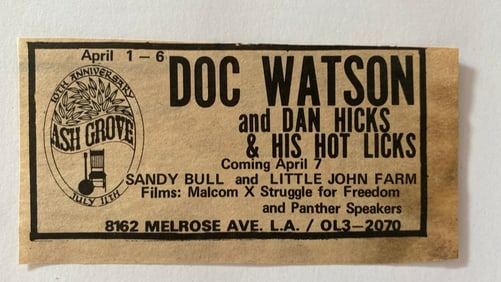 April 1 – 6
DOC WATSON
and DAN HICKS
& HIS HOT LICKS
10TH ANNIVERSARY
ASH GROVE
JULY 11TH
Coming April 7
SANDY BULL and LITTLE JOHN FARM
Films: Malcom X Struggle for Freedom
and Panther Speakers
8162 MELROSE AVE. L.A. / OL3–2070